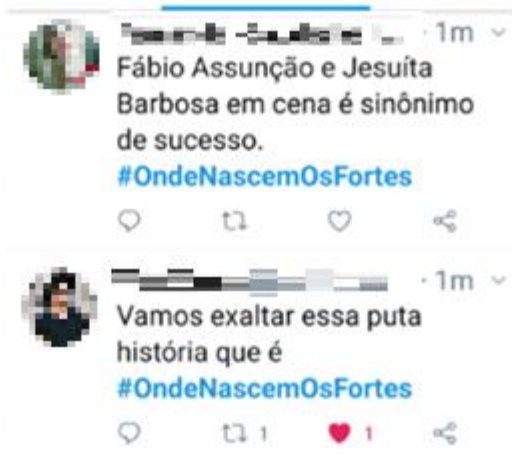 · 1m
Fábio Assunção e Jesuíta
Barbosa em cena é sinônimo
de sucesso.
#OndeNascemOsFortes
· 1m
Vamos exaltar essa puta
história que é
#OndeNascemOsFortes
1 1